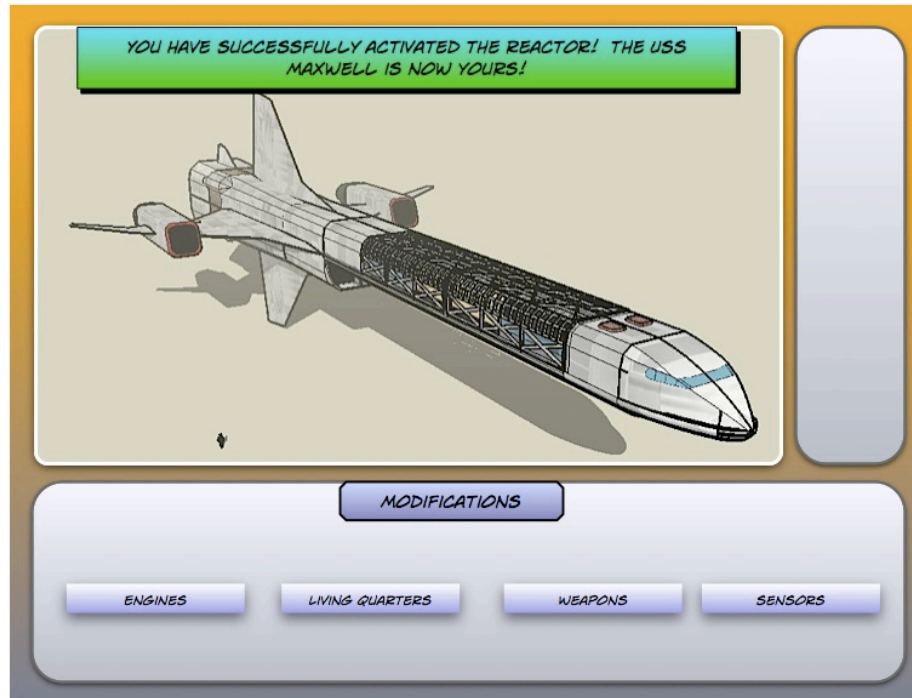 YOU HAVE SUCCESSFULLY ACTIVATED THE REACTOR! THE USS
MAXWELL IS NOW YOURS!
MODIFICATIONS
ENGINES
LIVING QUARTERS
WEAPONS
SENSORS